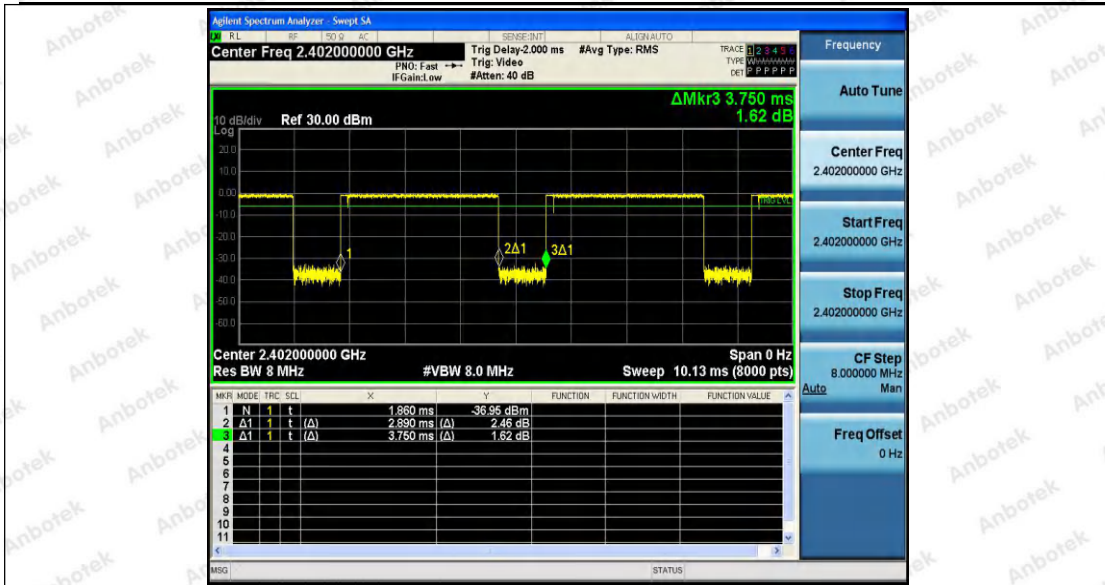 Agilent Spectrum Analyzer - Swept SA
RL RF 50 Ω AC SENSE:INT ALIGNAUTO
Center Freq 2.402000000 GHz
PNO: Fast
IFGain:Low
Trig Delay-2.000 ms
Trig: Video
#Atten: 40 dB
#Avg Type: RMS
TRACE 1 2 3 4 5 6
TYPE
DET P P P P P P
ΔMkr3 3.750 ms
1.62 dB
10 dB/div Ref 30.00 dBm
Log
20.0
10.0
0.00
-10.0
-20.0
-30.0
-40.0
-50.0
-60.0
TRIG LVL
1
2Δ1
3Δ1
Center 2.402000000 GHz Span 0 Hz
Res BW 8 MHz #VBW 8.0 MHz Sweep 10.13 ms (8000 pts)
MKR MODE TRC SCL X Y FUNCTION FUNCTION WIDTH FUNCTION VALUE
1 N 1 t 1.860 ms -36.95 dBm
2 Δ1 1 t (Δ) 2.890 ms (Δ) 2.46 dB
3 Δ1 1 t (Δ) 3.750 ms (Δ) 1.62 dB
4
5
6
7
8
9
10
11
MSG STATUS
Frequency
Auto Tune
Center Freq
2.402000000 GHz
Start Freq
2.402000000 GHz
Stop Freq
2.402000000 GHz
CF Step
8.000000 MHz
Auto Man
Freq Offset
0 Hz
Anbotek